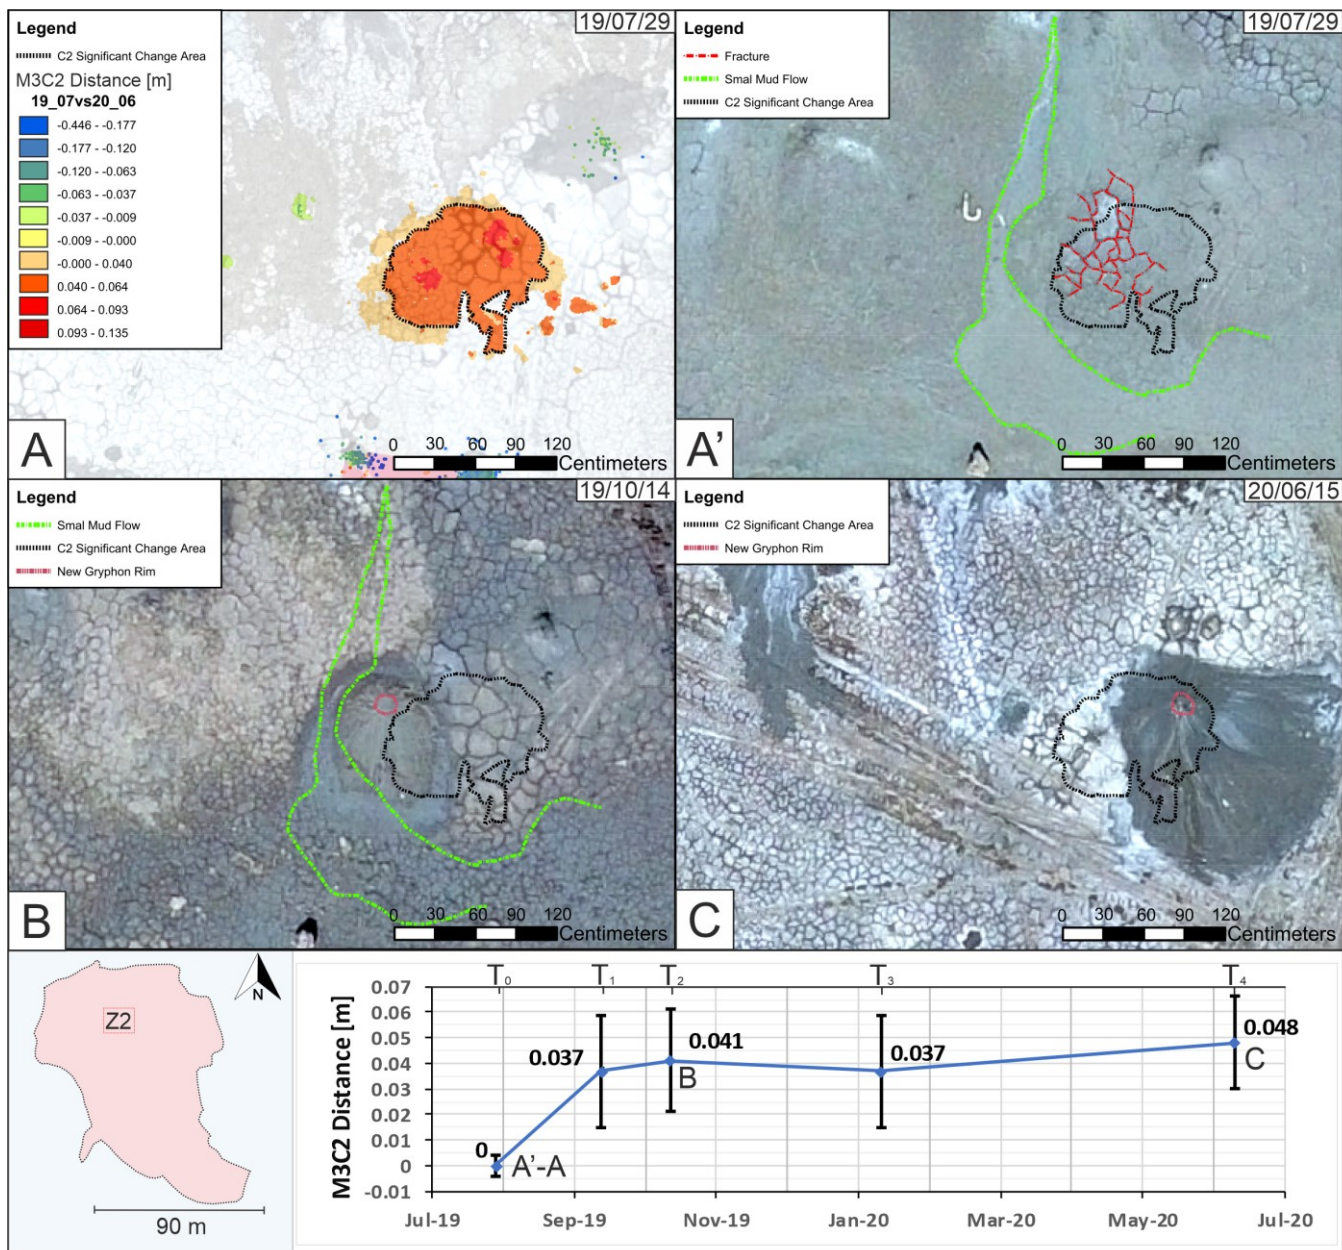 Legend
C2 Significant Change Area
M3C2 Distance [m]
19_07vs20_06
-0.446 - -0.177
-0.177 - -0.120
-0.120 - -0.063
-0.063 - -0.037
-0.037 - -0.009
-0.009 - -0.000
-0.000 - 0.040
0.040 - 0.064
0.064 - 0.093
0.093 - 0.135
19/07/29
A
0 30 60 90 120
Centimeters
Legend
Fracture
Smal Mud Flow
C2 Significant Change Area
19/07/29
A'
0 30 60 90 120
Centimeters
Legend
Smal Mud Flow
C2 Significant Change Area
New Gryphon Rim
19/10/14
B
0 30 60 90 120
Centimeters
Legend
C2 Significant Change Area
New Gryphon Rim
20/06/15
C
0 30 60 90 120
Centimeters
Z2
N
90 m
M3C2 Distance [m]
T0 T1 T2 T3 T4
0.07
0.06
0.05
0.04
0.03
0.02
0.01
0
-0.01
0
A'-A
0.037
0.041
B
0.037
0.048
C
Jul-19 Sep-19 Nov-19 Jan-20 Mar-20 May-20 Jul-20